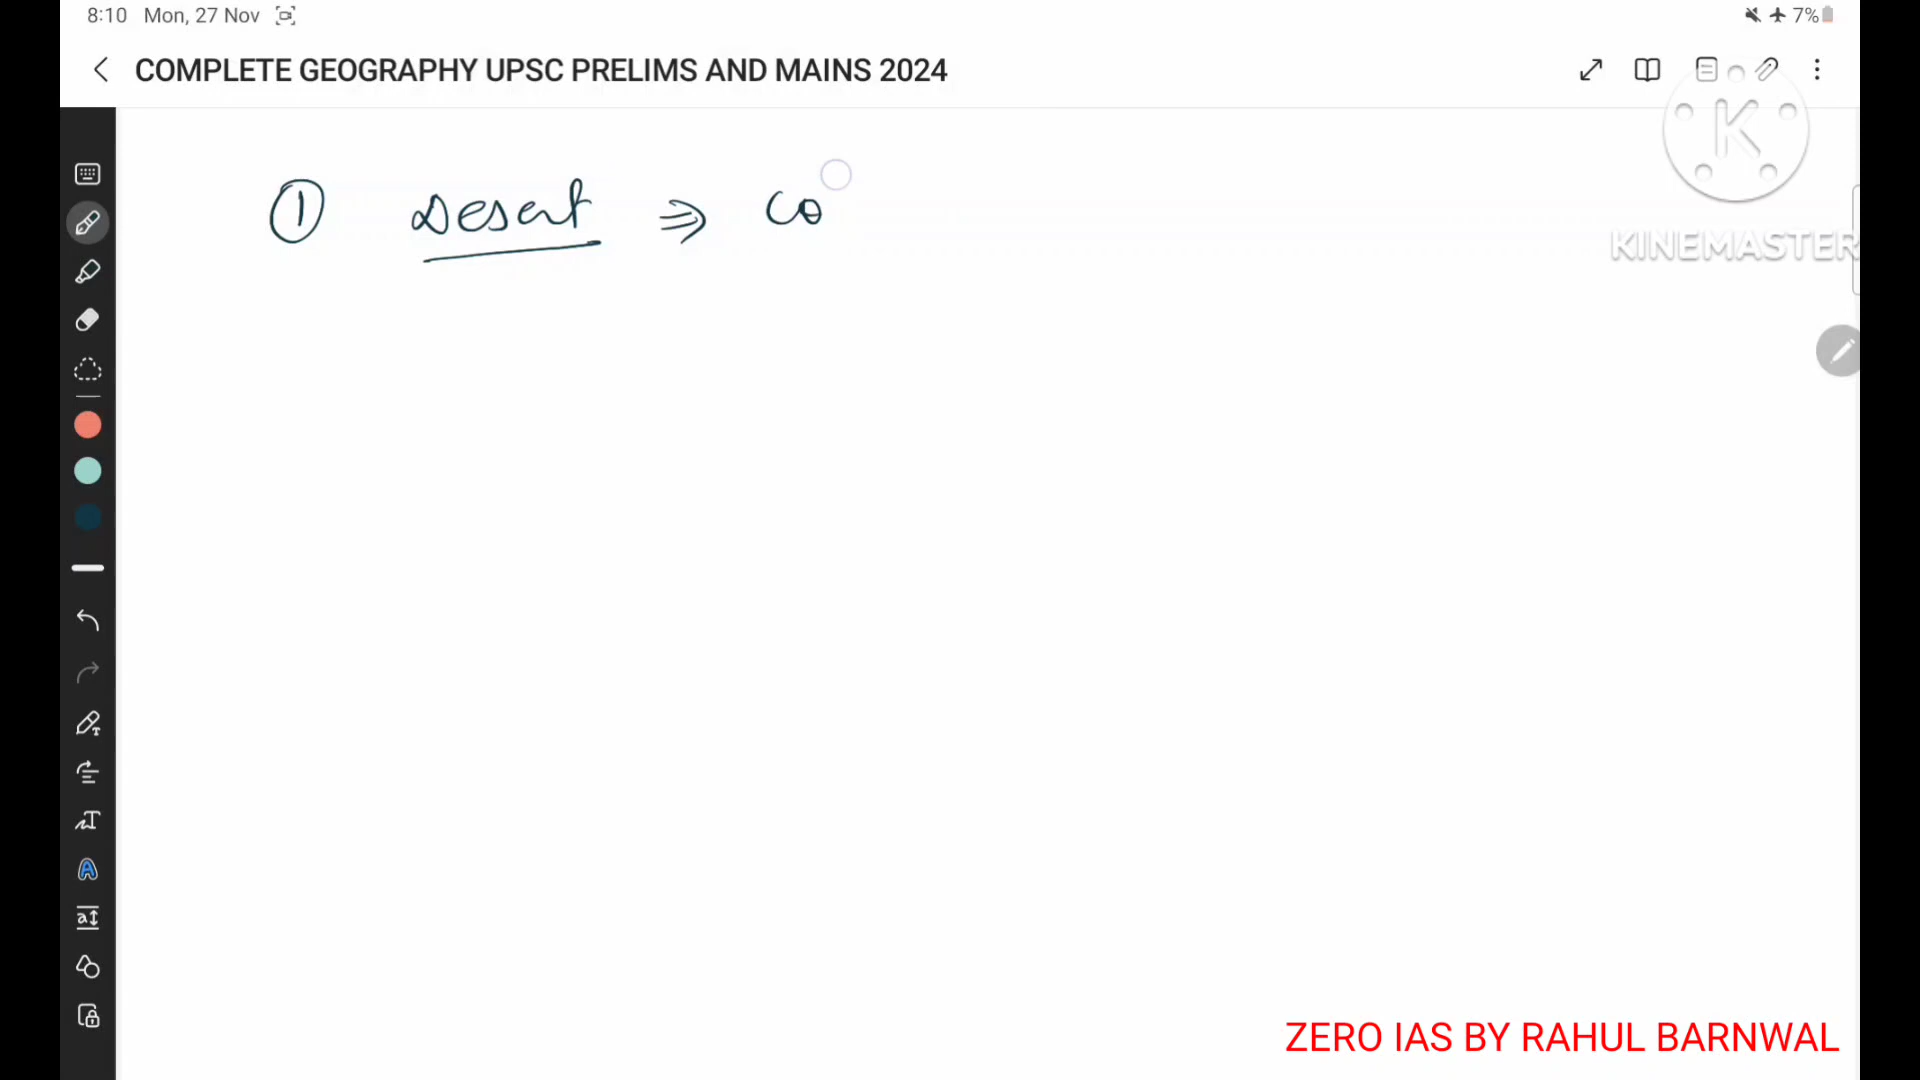 8:10 Mon, 27 Nov 7%
COMPLETE GEOGRAPHY UPSC PRELIMS AND MAINS 2024
K
KINEMASTER
① Desert ⇒ co
ZERO IAS BY RAHUL BARNWAL